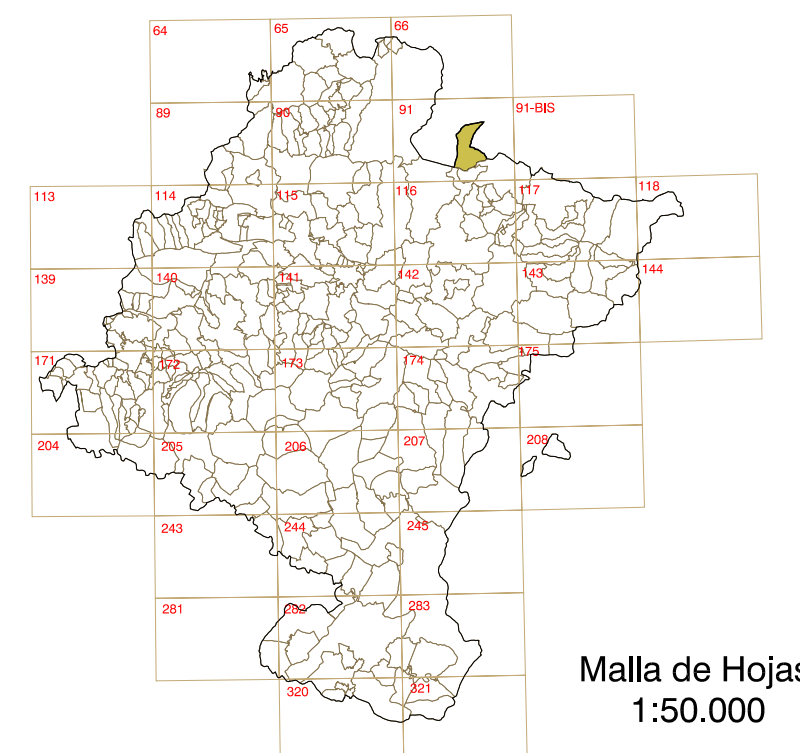 64 65 66
89 90 91 91-BIS
113 114 115 116 117 118
139 140 141 142 143 144
171 172 173 174 175
204 205 206 207 208
243 244 245
281 282 283
320 321
Malla de Hojas
1:50.000